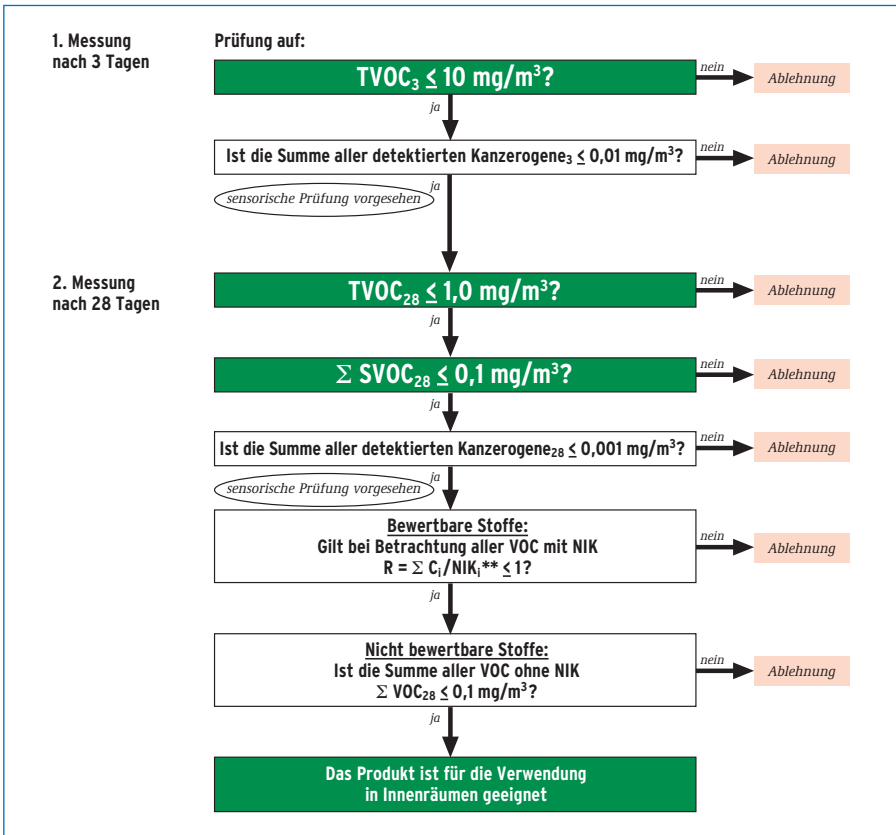 1. Messung
nach 3 Tagen
Prüfung auf:
TVOC₃ ≤ 10 mg/m³?
nein
Ablehnung
ja
Ist die Summe aller detektierten Kanzerogene₃ ≤ 0,01 mg/m³?
nein
Ablehnung
ja
sensorische Prüfung vorgesehen
2. Messung
nach 28 Tagen
TVOC₂₈ ≤ 1,0 mg/m³?
nein
Ablehnung
ja
Σ SVOC₂₈ ≤ 0,1 mg/m³?
nein
Ablehnung
ja
Ist die Summe aller detektierten Kanzerogene₂₈ ≤ 0,001 mg/m³?
nein
Ablehnung
ja
sensorische Prüfung vorgesehen
Bewertbare Stoffe:
Gilt bei Betrachtung aller VOC mit NIK
R = Σ Cᵢ/NIKᵢ** ≤ 1?
nein
Ablehnung
ja
Nicht bewertbare Stoffe:
Ist die Summe aller VOC ohne NIK
Σ VOC₂₈ ≤ 0,1 mg/m³?
nein
Ablehnung
ja
Das Produkt ist für die Verwendung
in Innenräumen geeignet